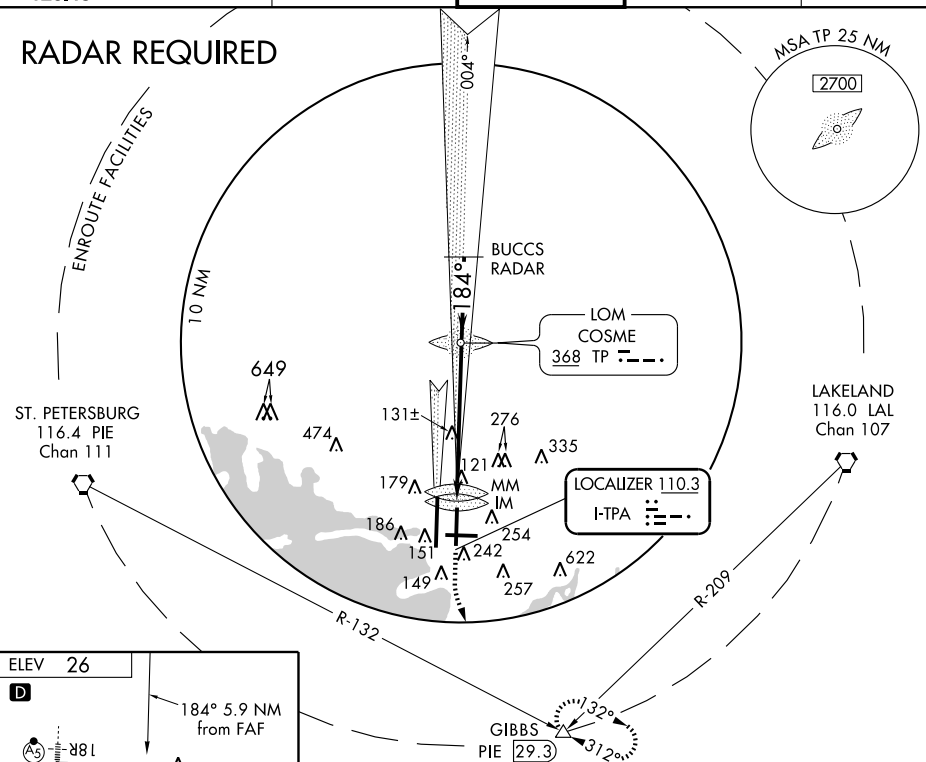 RADAR REQUIRED
MSA TP 25 NM
2700
004°
ENROUTE FACILITIES
10 NM
BUCCS
RADAR
184°
LOM
COSME
368 TP
649
131±
276
ST. PETERSBURG
116.4 PIE
Chan 111
LAKELAND
116.0 LAL
Chan 107
474
335
121
179
MM
IM
LOCALIZER 110.3
I-TPA
186
151
254
242
149
257
622
R-132
R-209
ELEV 26
D
184° 5.9 NM
from FAF
A5
18R
GIBBS
PIE 29.3
132°
312°